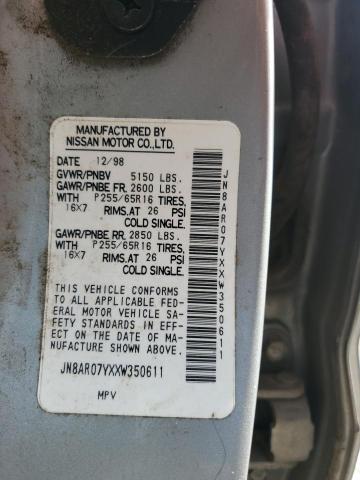 MANUFACTURED BY
NISSAN MOTOR CO.,LTD.
DATE 12/98
GVWR/PNBV 5150 LBS.
GAWR/PNBE FR. 2600 LBS.
WITH P255/65R16 TIRES,
16X7 RIMS,AT 26 PSI
COLD SINGLE.
GAWR/PNBE RR. 2850 LBS.
WITH P255/65R16 TIRES,
16X7 RIMS,AT 26 PSI
COLD SINGLE.
THIS VEHICLE CONFORMS
TO ALL APPLICABLE FED-
ERAL MOTOR VEHICLE SA-
FETY STANDARDS IN EFF-
ECT ON THE DATE OF MA-
NUFACTURE SHOWN ABOVE.
JN8AR07YXXW350611
MPV
JN8AR07YXXW350611